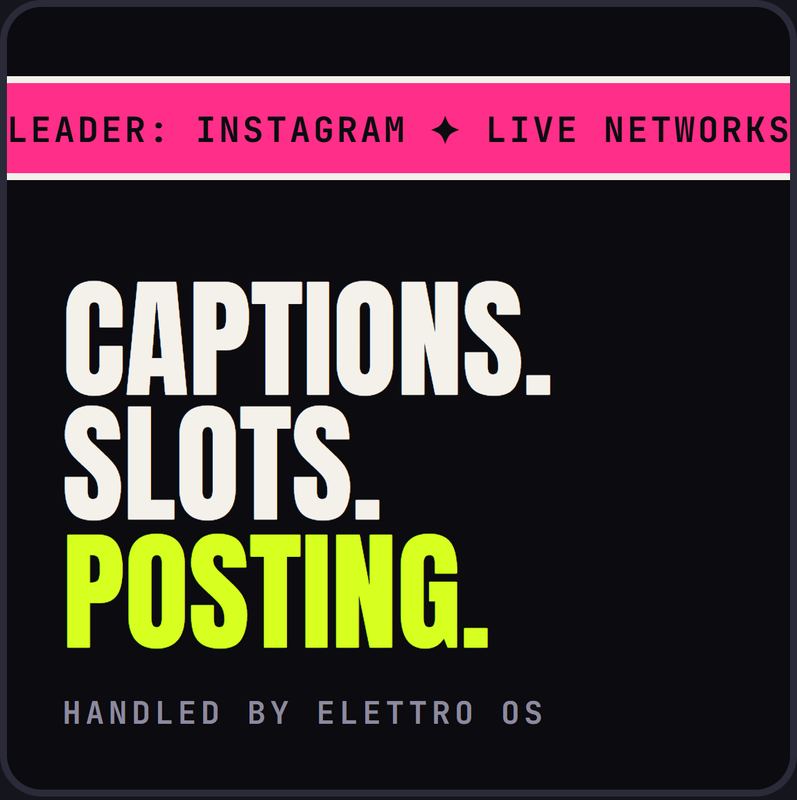 LEADER: INSTAGRAM ✦ LIVE NETWORKS
CAPTIONS.
SLOTS.
POSTING.
HANDLED BY ELETTRO OS